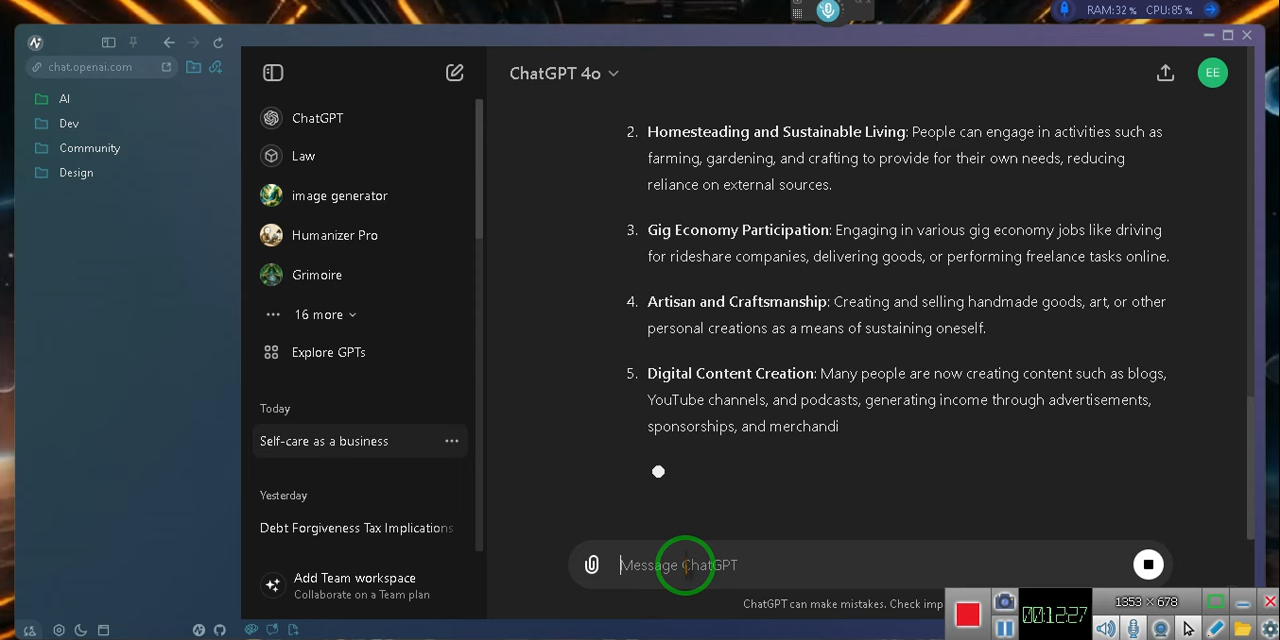 RAM:32% CPU:85%
chat.openai.com
AI
Dev
Community
Design
ChatGPT
Law
image generator
Humanizer Pro
Grimoire
16 more
Explore GPTs
Today
Self-care as a business
Yesterday
Debt Forgiveness Tax Implications
Add Team workspace
Collaborate on a Team plan
ChatGPT 4o
EE
2. Homesteading and Sustainable Living: People can engage in activities such as
farming, gardening, and crafting to provide for their own needs, reducing
reliance on external sources.
3. Gig Economy Participation: Engaging in various gig economy jobs like driving
for rideshare companies, delivering goods, or performing freelance tasks online.
4. Artisan and Craftsmanship: Creating and selling handmade goods, art, or other
personal creations as a means of sustaining oneself.
5. Digital Content Creation: Many people are now creating content such as blogs,
YouTube channels, and podcasts, generating income through advertisements,
sponsorships, and merchandi
Message ChatGPT
ChatGPT can make mistakes. Check imp
00:12:27
1353 × 678